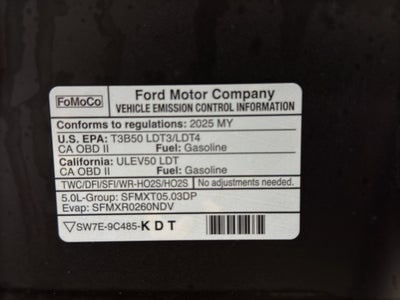 FoMoCo
Ford Motor Company
VEHICLE EMISSION CONTROL INFORMATION
Conforms to regulations: 2025 MY
U.S. EPA: T3B50 LDT3/LDT4
CA OBD II Fuel: Gasoline
California: ULEV50 LDT
CA OBD II Fuel: Gasoline
TWC/DFI/SFI/WR-HO2S/HO2S No adjustments needed.
5.0L-Group: SFMXT05.03DP
Evap: SFMXR0260NDV
SW7E-9C485-KDT